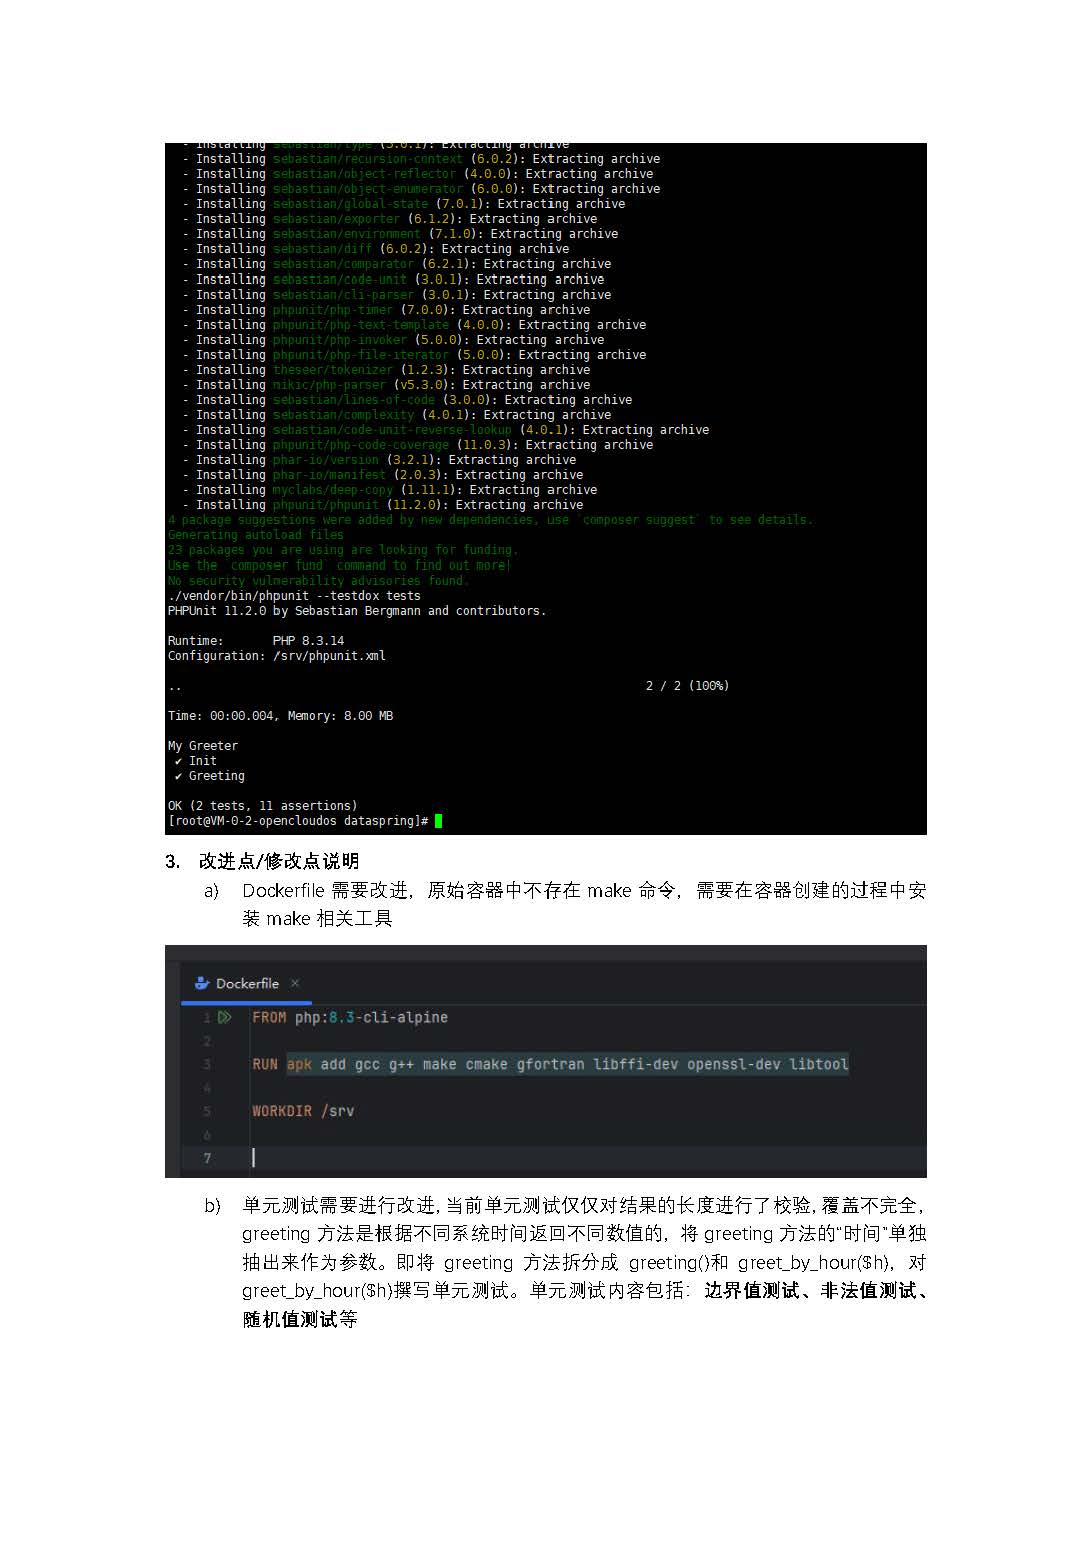 - Installing sebastian/type (5.0.1): Extracting archive
- Installing sebastian/recursion-context (6.0.2): Extracting archive
- Installing sebastian/object-reflector (4.0.0): Extracting archive
- Installing sebastian/object-enumerator (6.0.0): Extracting archive
- Installing sebastian/global-state (7.0.1): Extracting archive
- Installing sebastian/exporter (6.1.2): Extracting archive
- Installing sebastian/environment (7.1.0): Extracting archive
- Installing sebastian/diff (6.0.2): Extracting archive
- Installing sebastian/comparator (6.2.1): Extracting archive
- Installing sebastian/code-unit (3.0.1): Extracting archive
- Installing sebastian/cli-parser (3.0.1): Extracting archive
- Installing phpunit/php-timer (7.0.0): Extracting archive
- Installing phpunit/php-text-template (4.0.0): Extracting archive
- Installing phpunit/php-invoker (5.0.0): Extracting archive
- Installing phpunit/php-file-iterator (5.0.0): Extracting archive
- Installing theseer/tokenizer (1.2.3): Extracting archive
- Installing nikic/php-parser (v5.3.0): Extracting archive
- Installing sebastian/lines-of-code (3.0.0): Extracting archive
- Installing sebastian/complexity (4.0.1): Extracting archive
- Installing sebastian/code-unit-reverse-lookup (4.0.1): Extracting archive
- Installing phpunit/php-code-coverage (11.0.3): Extracting archive
- Installing phar-io/version (3.2.1): Extracting archive
- Installing phar-io/manifest (2.0.3): Extracting archive
- Installing myclabs/deep-copy (1.11.1): Extracting archive
- Installing phpunit/phpunit (11.2.0): Extracting archive
4 package suggestions were added by new dependencies, use `composer suggest` to see details.
Generating autoload files
23 packages you are using are looking for funding.
Use the `composer fund` command to find out more!
No security vulnerability advisories found.
./vendor/bin/phpunit --testdox tests
PHPUnit 11.2.0 by Sebastian Bergmann and contributors.
Runtime: PHP 8.3.14
Configuration: /srv/phpunit.xml
.. 2 / 2 (100%)
Time: 00:00.004, Memory: 8.00 MB
My Greeter
✔ Init
✔ Greeting
OK (2 tests, 11 assertions)
[root@VM-0-2-opencloudos dataspring]#
3. 改进点/修改点说明
a) Dockerfile 需要改进，原始容器中不存在 make 命令，需要在容器创建的过程中安
装 make 相关工具
Dockerfile ×
1 FROM php:8.3-cli-alpine
2
3 RUN apk add gcc g++ make cmake gfortran libffi-dev openssl-dev libtool
4
5 WORKDIR /srv
6
7
b) 单元测试需要进行改进，当前单元测试仅仅对结果的长度进行了校验，覆盖不完全，
greeting 方法是根据不同系统时间返回不同数值的，将 greeting 方法的“时间”单独
抽出来作为参数。即将 greeting 方法拆分成 greeting()和 greet_by_hour($h)，对
greet_by_hour($h)撰写单元测试。单元测试内容包括：边界值测试、非法值测试、
随机值测试等